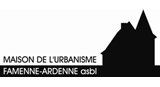 MAISON DE L'URBANISME
FAMENNE-ARDENNE asbl